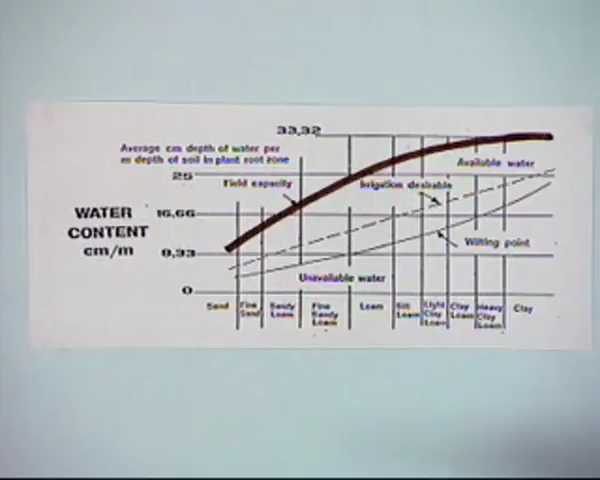 33,32
Average cm depth of water per
m depth of soil in plant root zone
25
Available water
Field capacity
Irrigation desirable
WATER
CONTENT
cm/m
16,66
Wilting point
8,33
Unavailable water
0
Sand
Fine
Sand
Sandy
Loam
Fine
Sandy
Loam
Loam
Silt
Loam
Light
Clay
Loam
Clay
Loam
Heavy
Clay
Loam
Clay